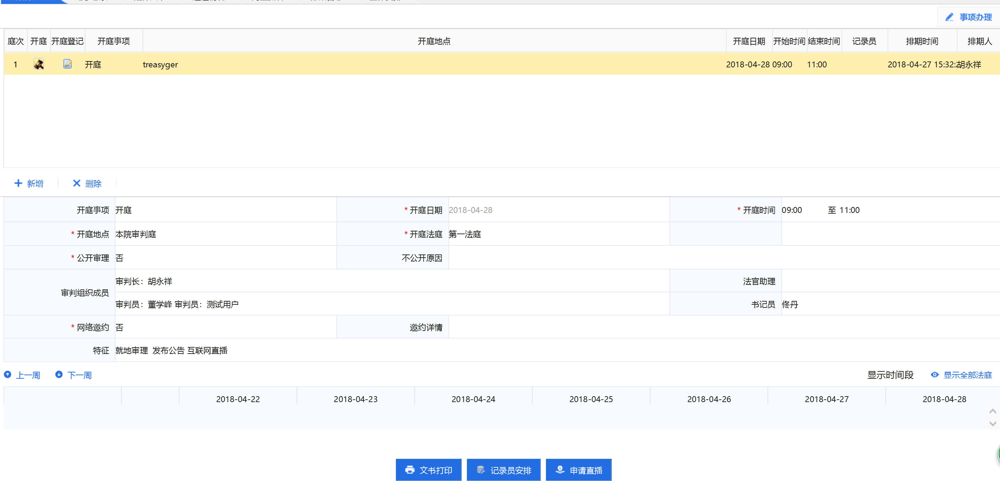 事项办理
庭次 开庭 开庭登记 开庭事项 开庭地点 开庭日期 开始时间 结束时间 记录员 排期时间 排期人
1 开庭 treasyger 2018-04-28 09:00 11:00 2018-04-27 15:32: 胡永祥
新增 删除
开庭事项 开庭 * 开庭日期 2018-04-28 * 开庭时间 09:00 至 11:00
* 开庭地点 本院审判庭 * 开庭法庭 第一法庭
* 公开审理 否 不公开原因
审判组织成员 审判长：胡永祥 法官助理
审判员：董学峰 审判员：测试用户 书记员 佟丹
* 网络邀约 否 邀约详情
特征 就地审理 发布公告 互联网直播
上一周 下一周 显示时间段 显示全部法庭
2018-04-22 2018-04-23 2018-04-24 2018-04-25 2018-04-26 2018-04-27 2018-04-28
文书打印 记录员安排 申请直播